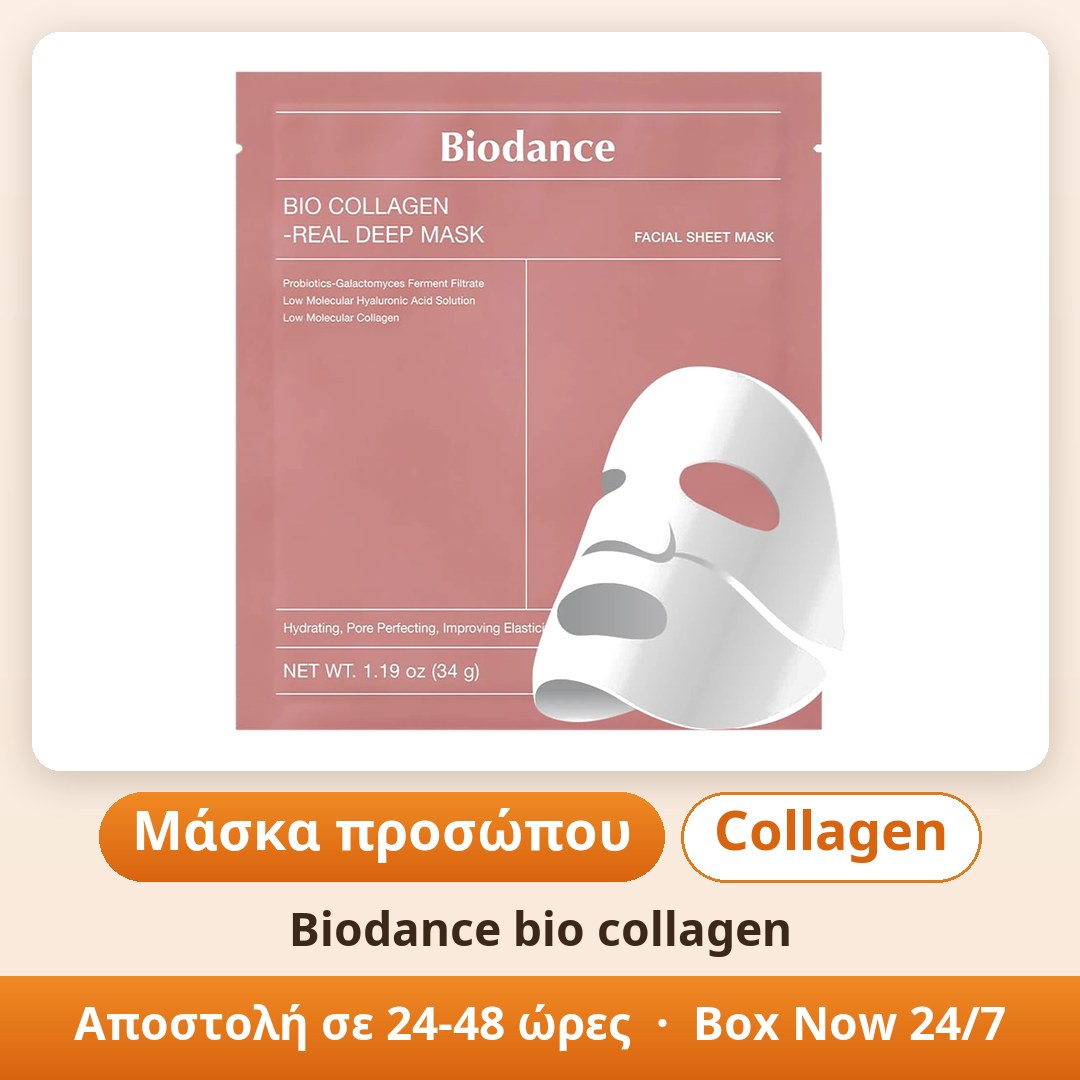 Biodance
BIO COLLAGEN
-REAL DEEP MASK
FACIAL SHEET MASK
Probiotics-Galactomyces Ferment Filtrate
Low Molecular Hyaluronic Acid Solution
Low Molecular Collagen
Hydrating, Pore Perfecting, Improving
NET WT. 1.19 oz (34 g)
Μάσκα προσώπου
Collagen
Biodance bio collagen
Αποστολή σε 24-48 ώρες · Box Now 24/7